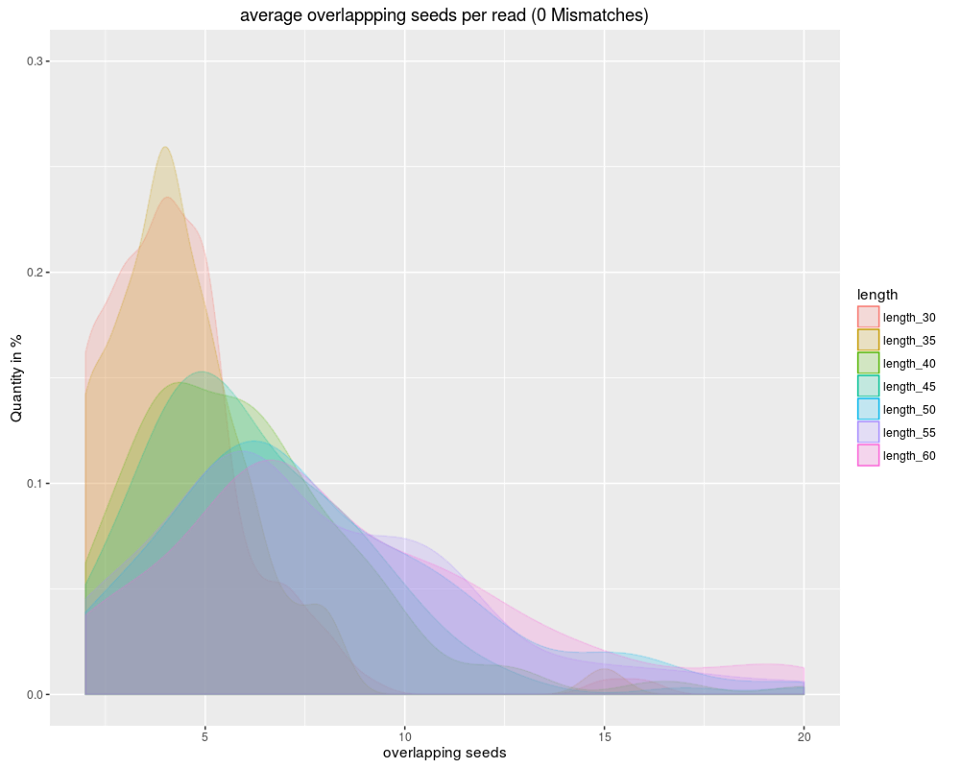 average overlappping seeds per read (0 Mismatches)
0.3
0.2
0.1
0.0
Quantity in %
5
10
15
20
overlapping seeds
length
length_30
length_35
length_40
length_45
length_50
length_55
length_60